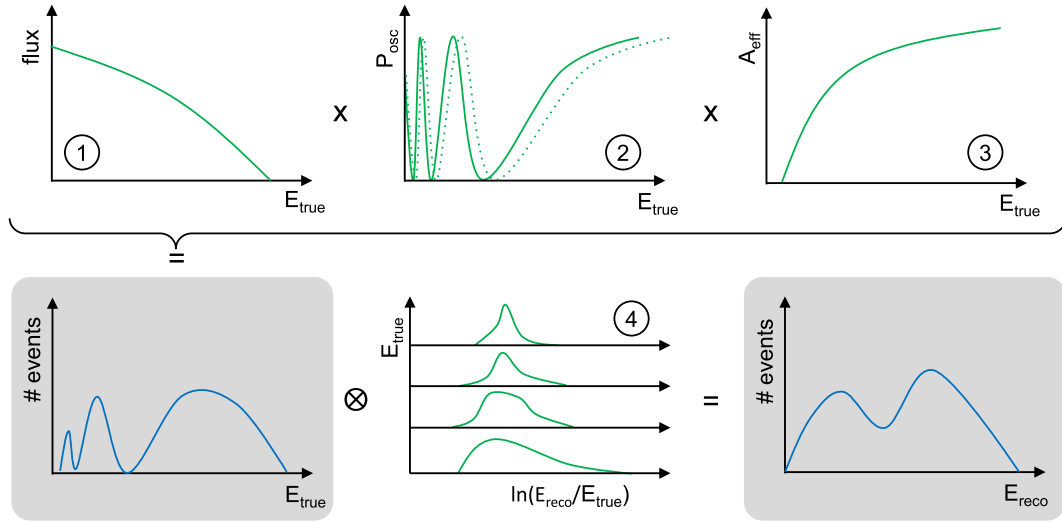 flux
1
E_true
x
P_osc
2
E_true
x
A_eff
3
E_true
=
# events
E_true
⊗
E_true
4
ln(E_reco/E_true)
=
# events
E_reco